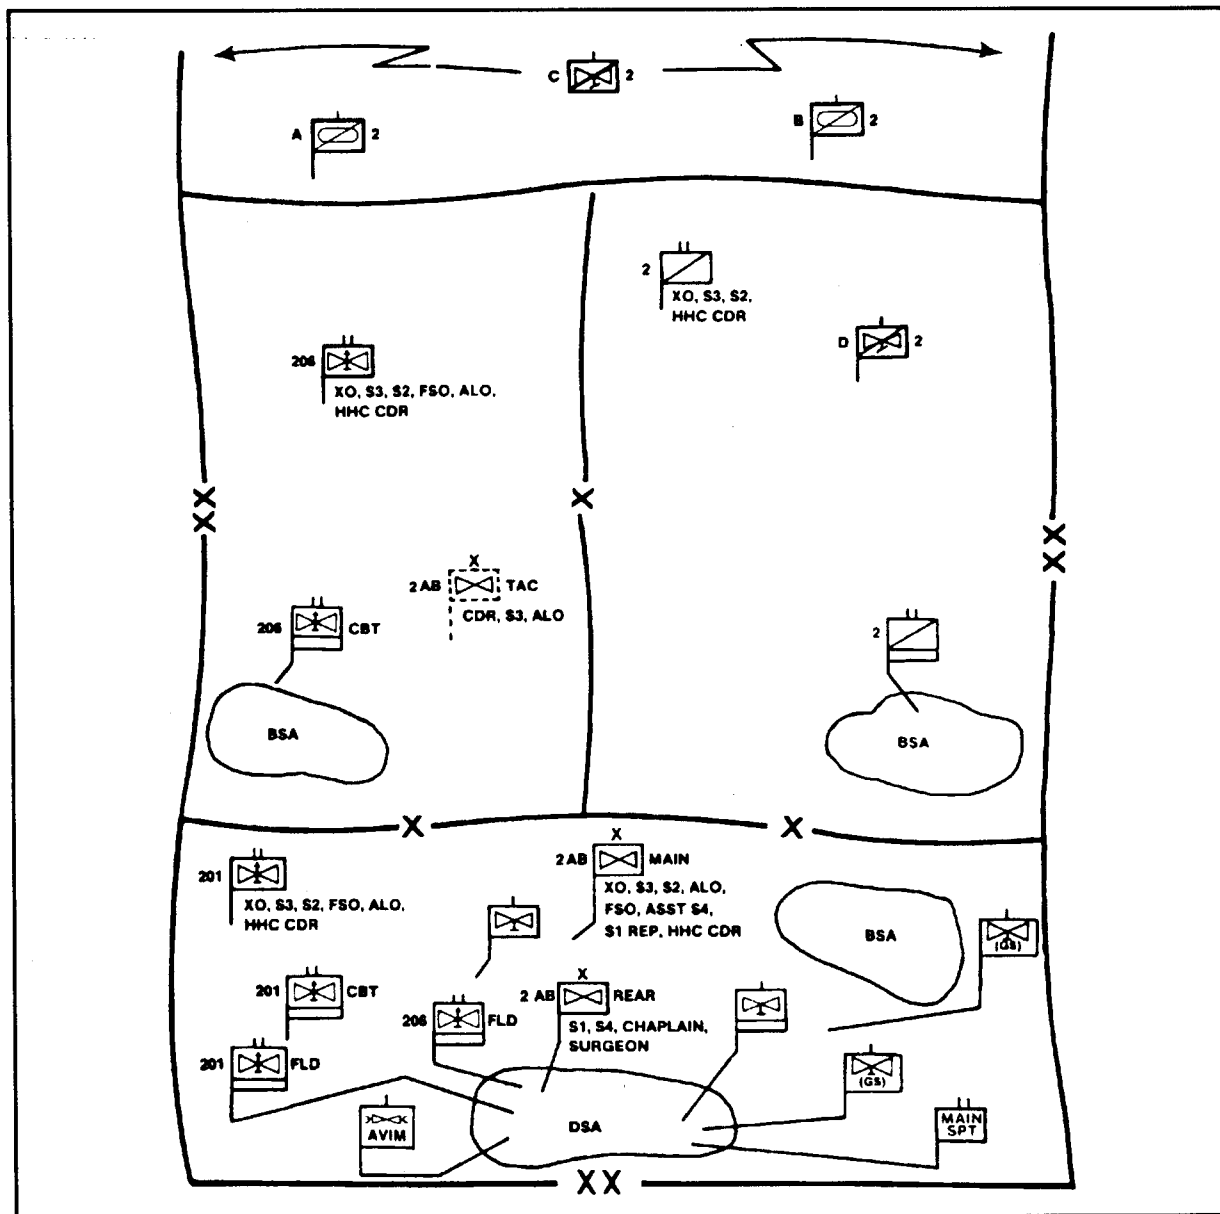 C 2
A 2
B 2
2
XO, S3, S2,
HHC CDR
D 2
206
XO, S3, S2, FSO, ALO,
HHC CDR
XX
X
XX
X
2 AB TAC
CDR, S3, ALO
206 CBT
2
BSA
BSA
X
X
X
2 AB MAIN
XO, S3, S2, ALO,
FSO, ASST S4,
S1 REP, HHC CDR
201
XO, S3, S2, FSO, ALO,
HHC CDR
BSA
(GS)
X
2 AB REAR
S1, S4, CHAPLAIN,
SURGEON
201 CBT
206 FLD
201 FLD
(GS)
AVIM
DSA
MAIN
SPT
XX